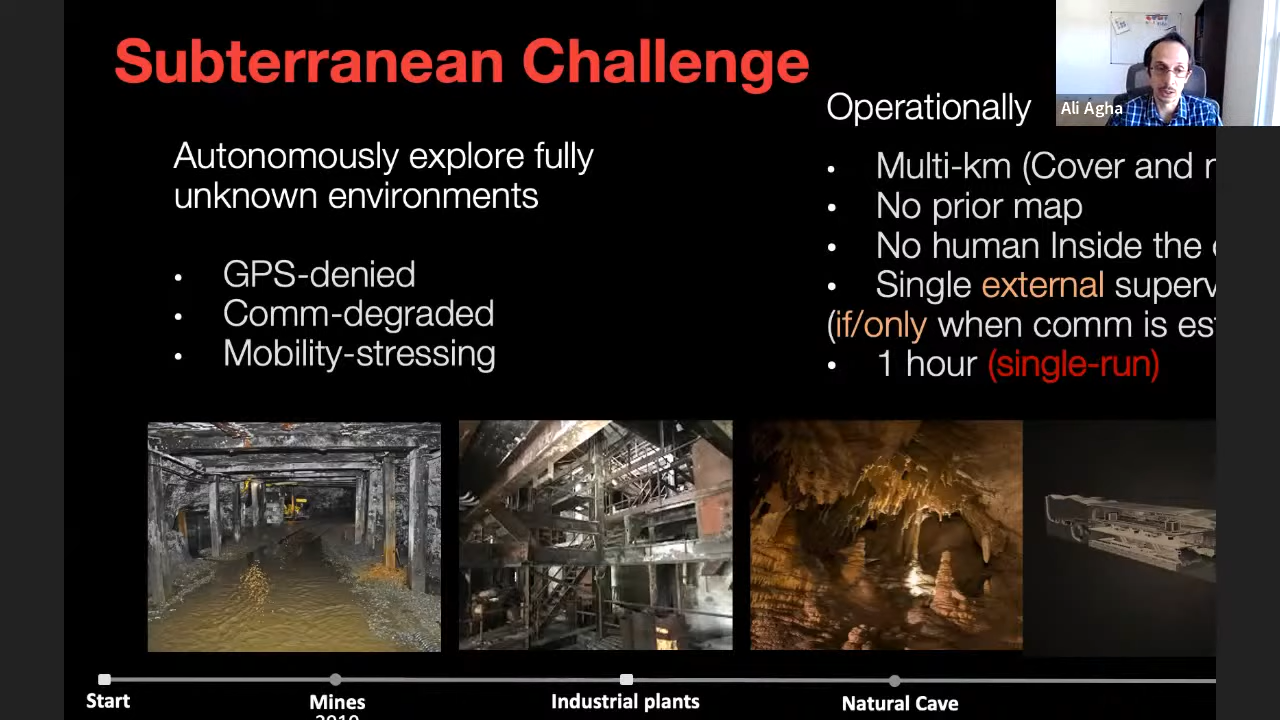 Subterranean Challenge
Ali Agha
Autonomously explore fully
unknown environments
• GPS-denied
• Comm-degraded
• Mobility-stressing
Operationally
• Multi-km (Cover and
• No prior map
• No human Inside the
• Single external
(if/only when comm is
• 1 hour (single-run)
Start
Mines
Industrial plants
Natural Cave